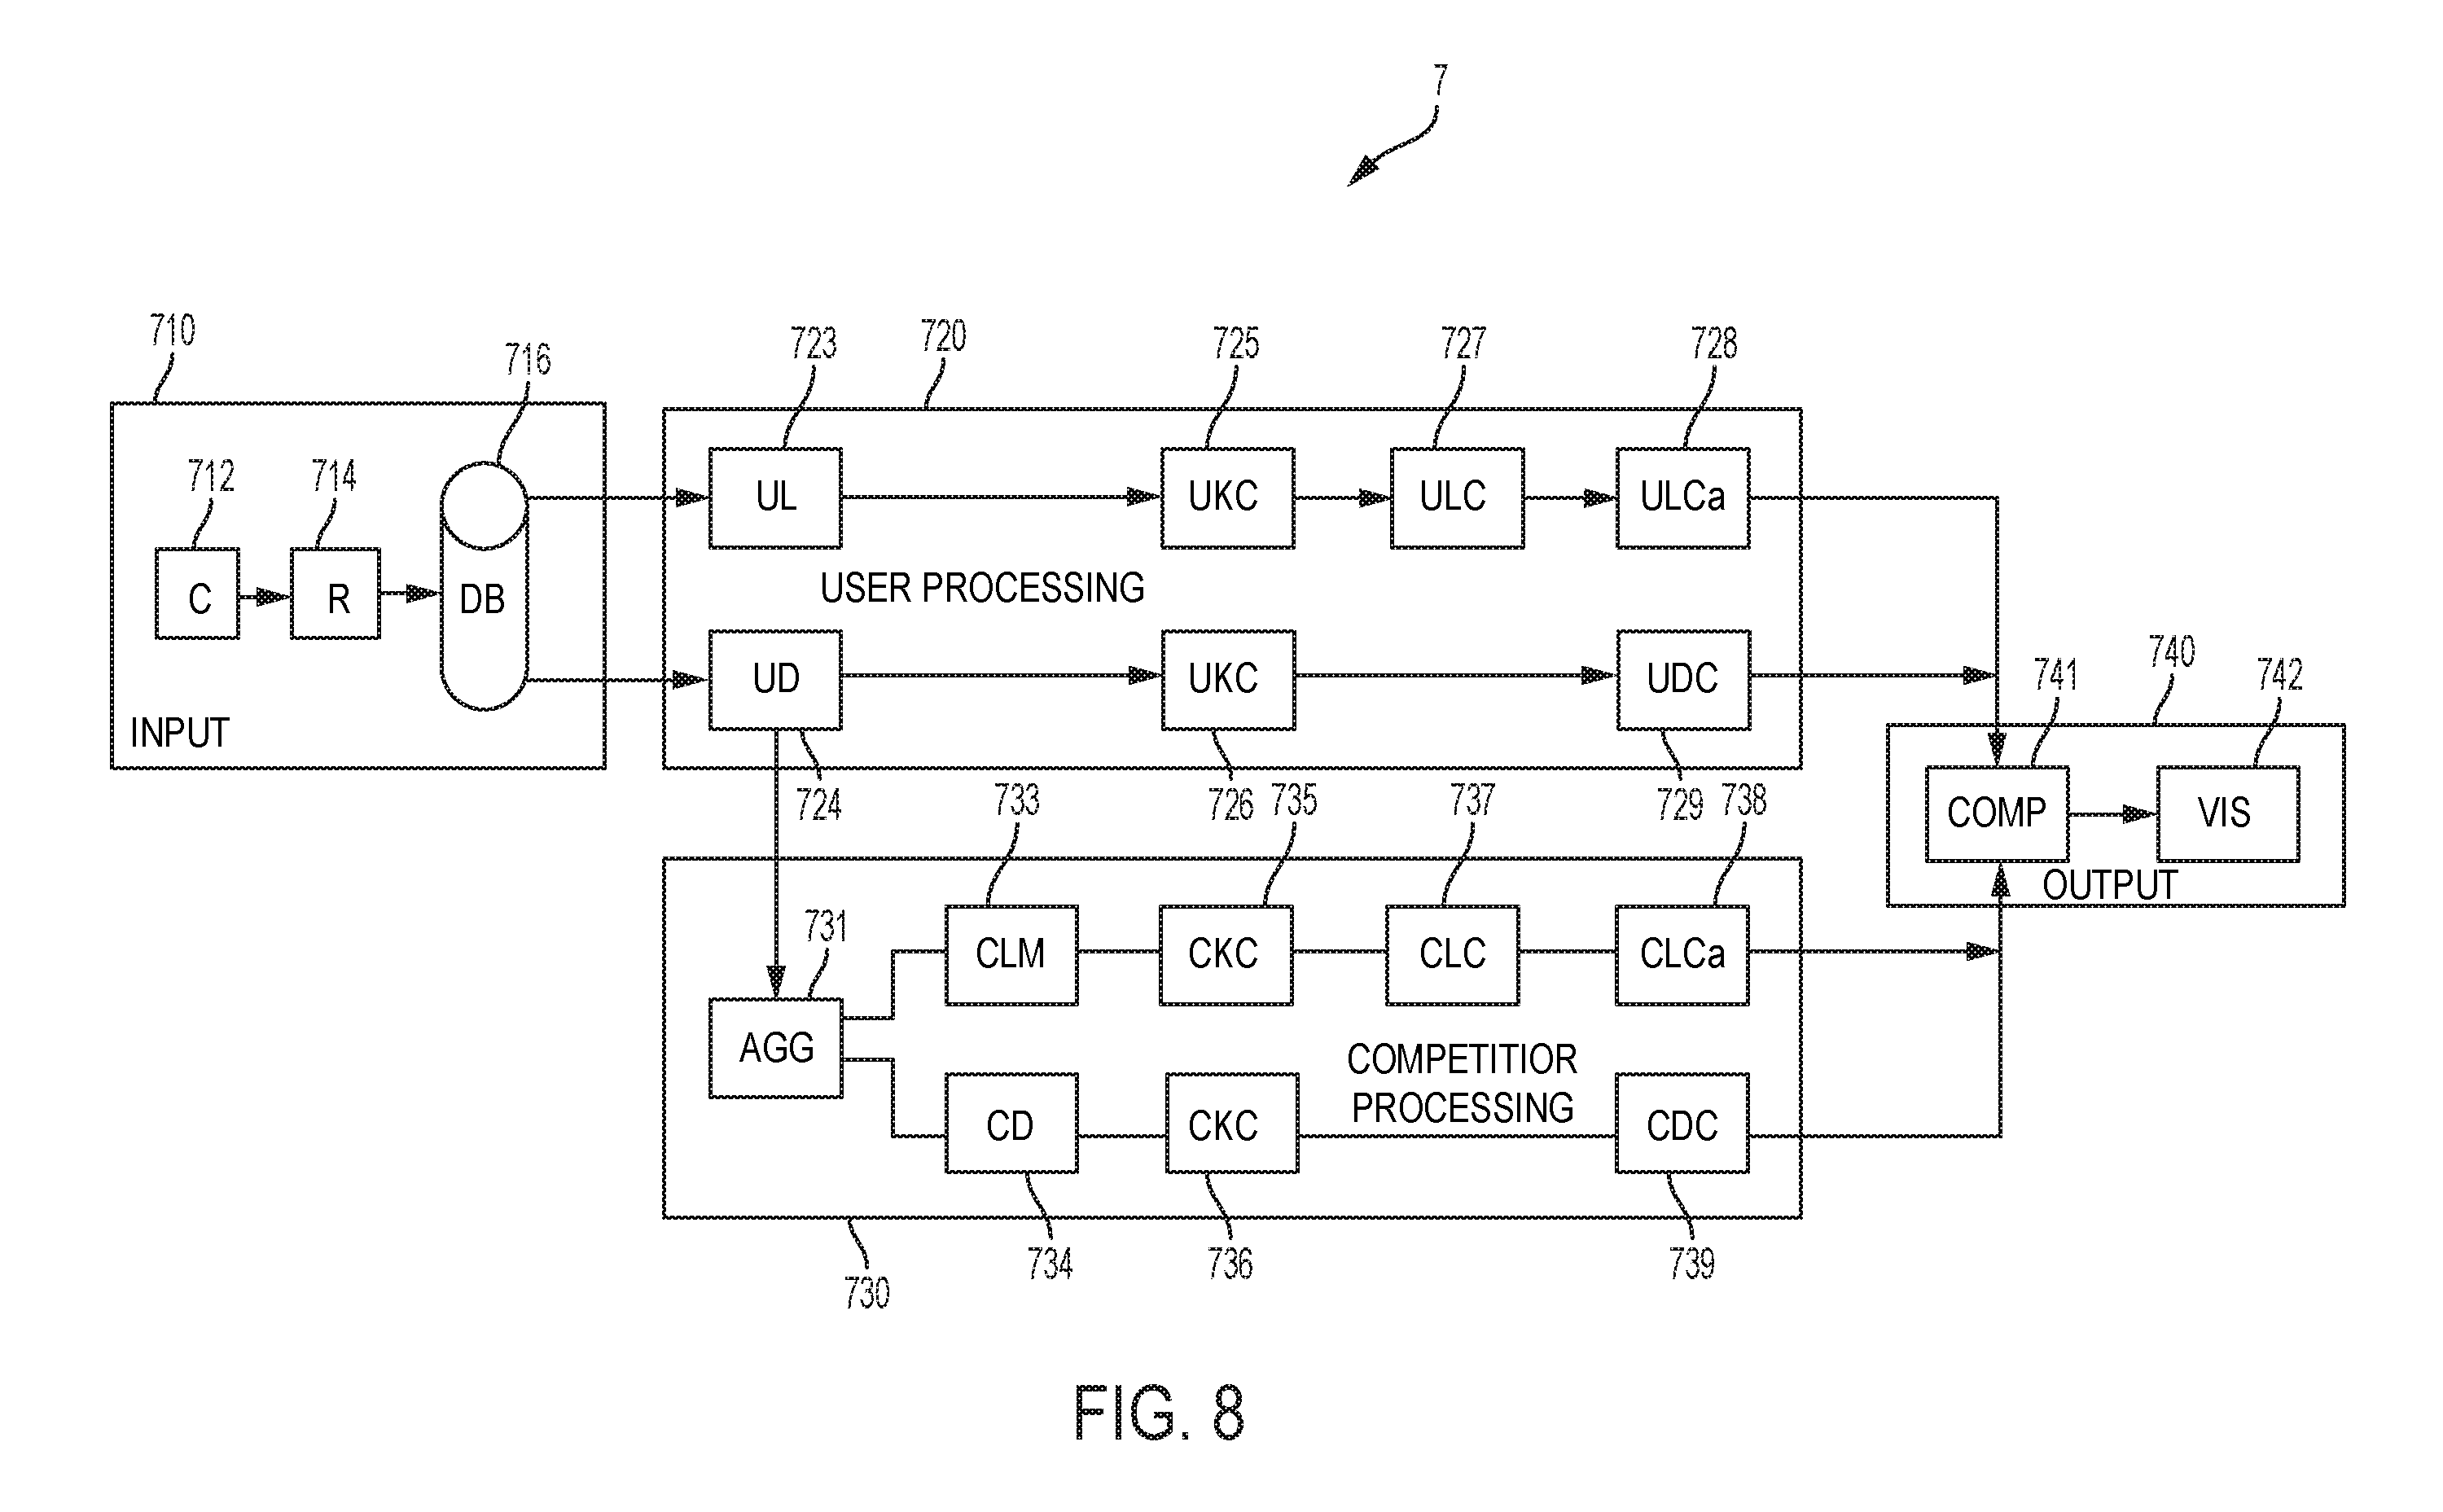 7
710
716
723
720
725
727
728
712
714
UL
UKC
ULC
ULCa
C
R
DB
USER PROCESSING
UD
UKC
UDC
INPUT
741
740
742
724
733
726
735
737
729
738
COMP
VIS
OUTPUT
731
CLM
CKC
CLC
CLCa
AGG
COMPETITIOR
PROCESSING
CD
CKC
CDC
730
734
736
739
FIG. 8